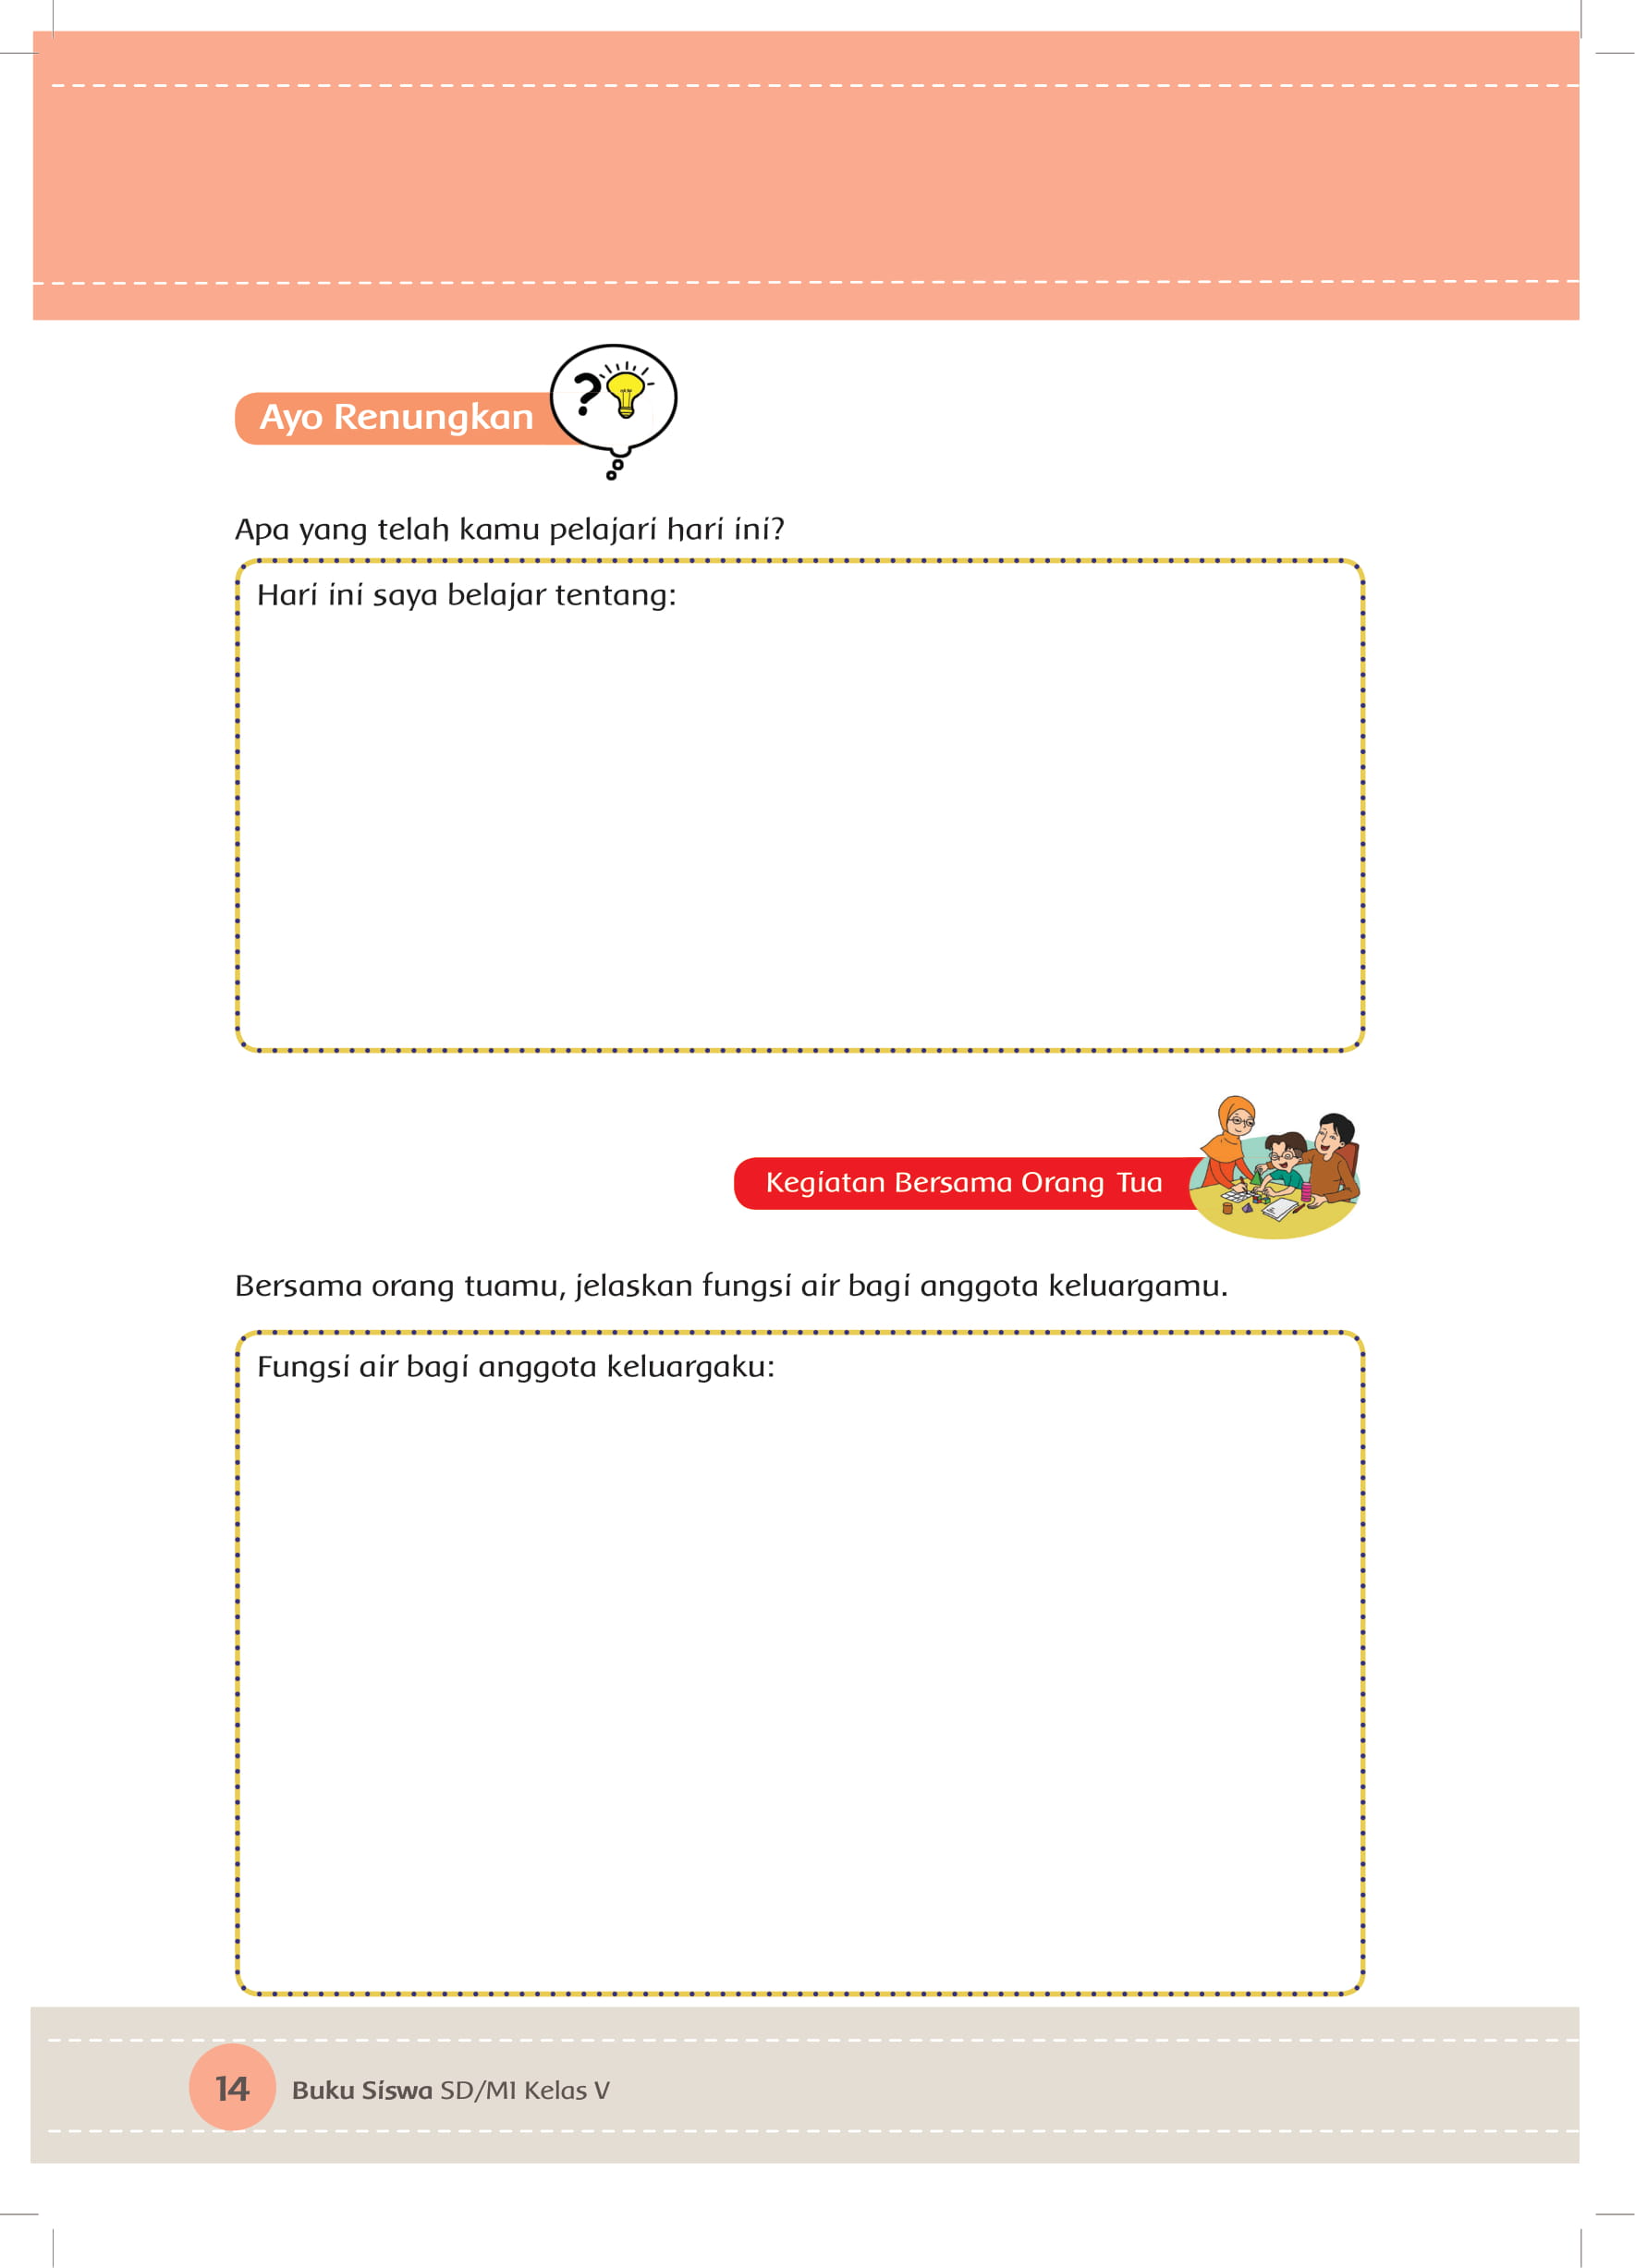 Ayo Renungkan
?
Apa yang telah kamu pelajari hari ini?
Hari ini saya belajar tentang:
Kegiatan Bersama Orang Tua
Bersama orang tuamu, jelaskan fungsi air bagi anggota keluargamu.
Fungsi air bagi anggota keluargaku:
14 Buku Siswa SD/MI Kelas V